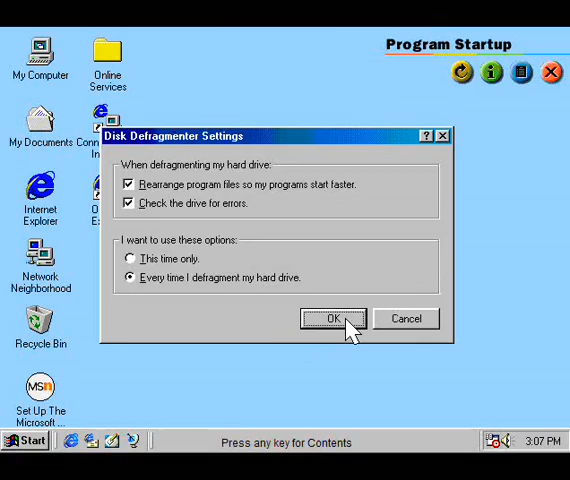 Program Startup
My Computer
Online
Services
My Documents
Disk Defragmenter Settings
When defragmenting my hard drive:
Rearrange program files so my programs start faster.
Check the drive for errors.
I want to use these options:
This time only.
Every time I defragment my hard drive.
OK
Cancel
Internet
Explorer
Network
Neighborhood
Recycle Bin
MSN
Set Up The
Microsoft ...
Start
Press any key for Contents
3:07 PM